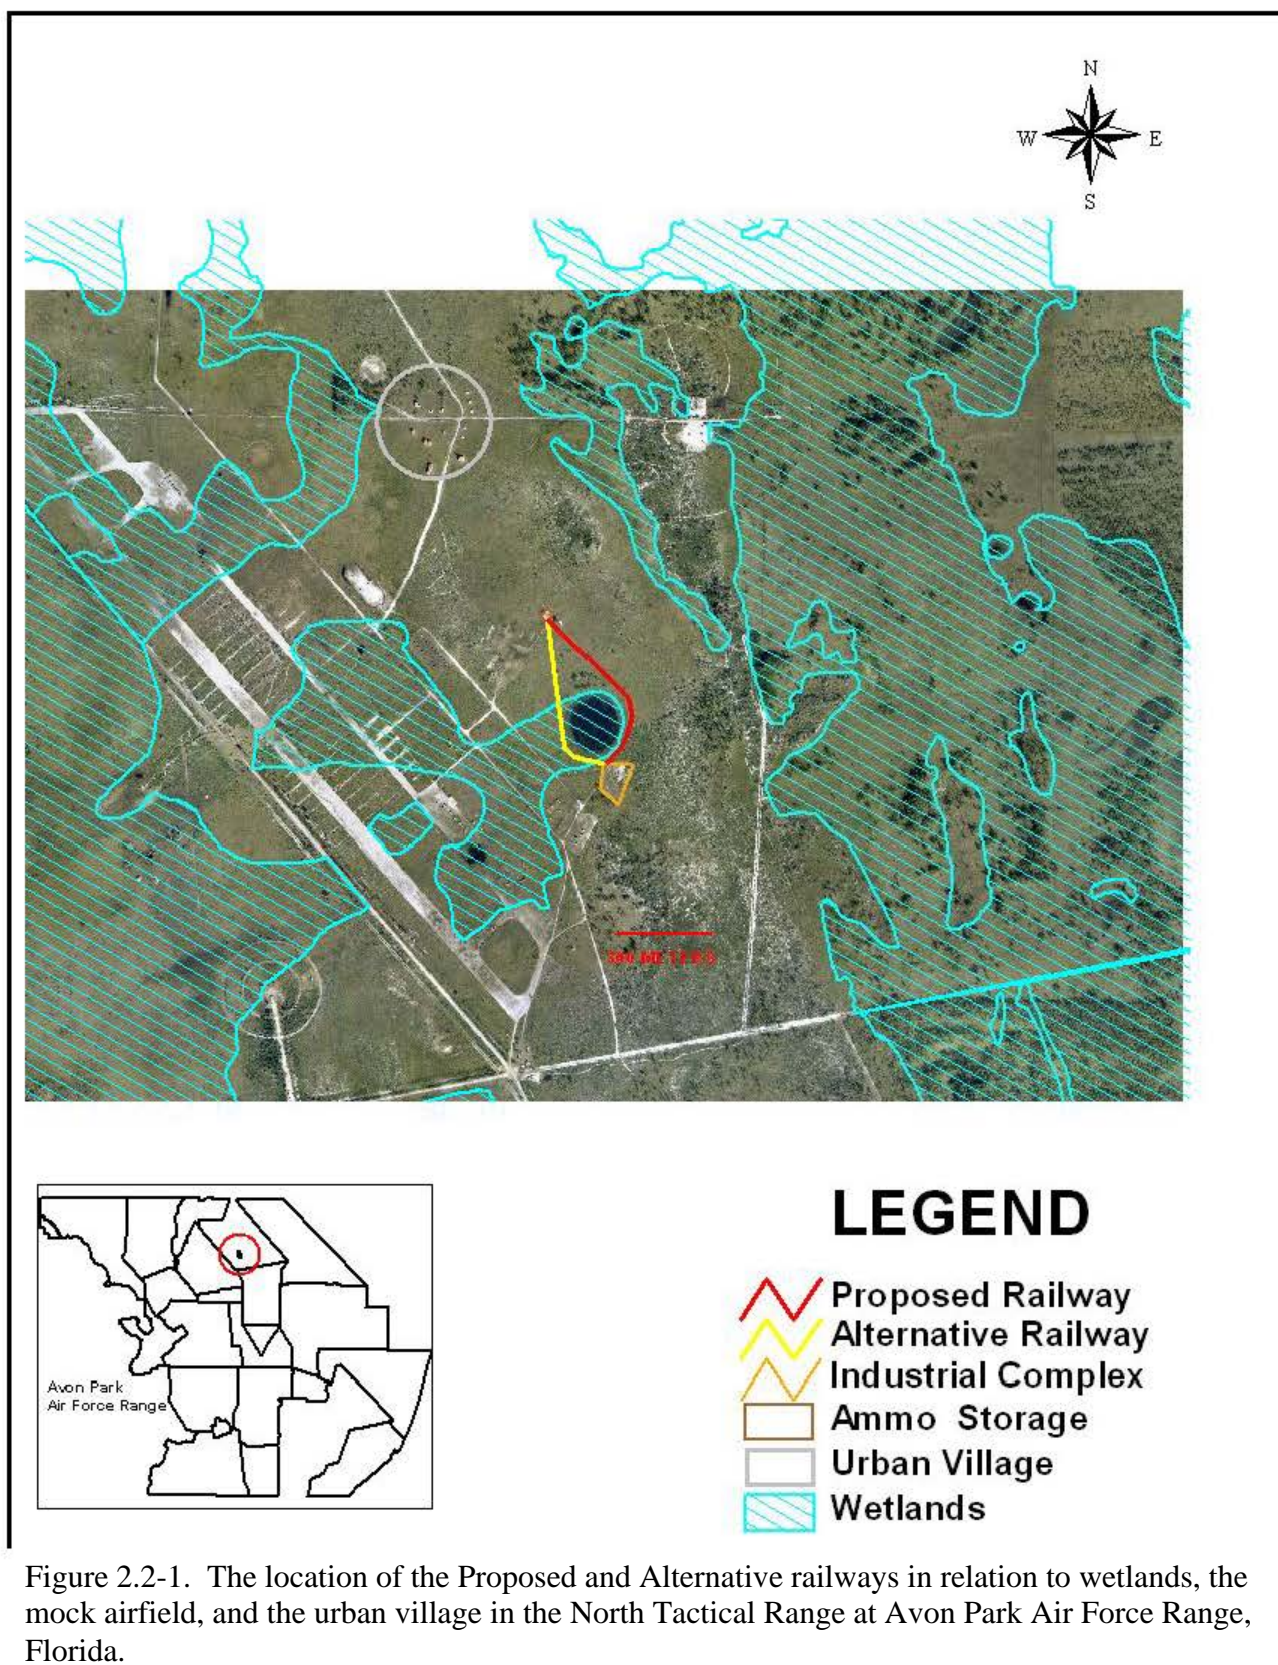 N
W E
S
METERS
Avon Park
Air Force Range
LEGEND
Proposed Railway
Alternative Railway
Industrial Complex
Ammo Storage
Urban Village
Wetlands
Figure 2.2-1. The location of the Proposed and Alternative railways in relation to wetlands, the
mock airfield, and the urban village in the North Tactical Range at Avon Park Air Force Range,
Florida.